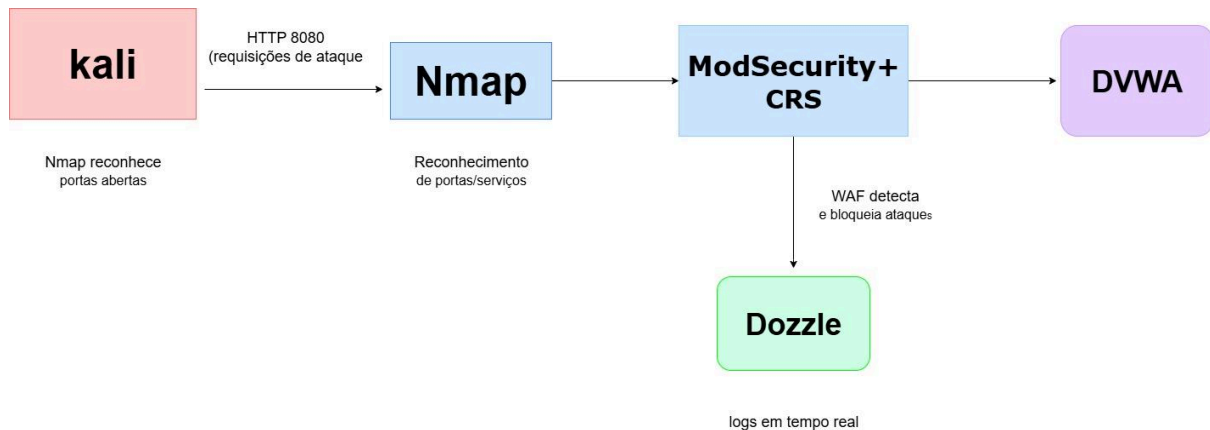 kali
HTTP 8080
(requisições de ataque
Nmap
ModSecurity+
CRS
DVWA
Nmap reconhece
portas abertas
Reconhecimento
de portas/serviços
WAF detecta
e bloqueia ataques
Dozzle
logs em tempo real